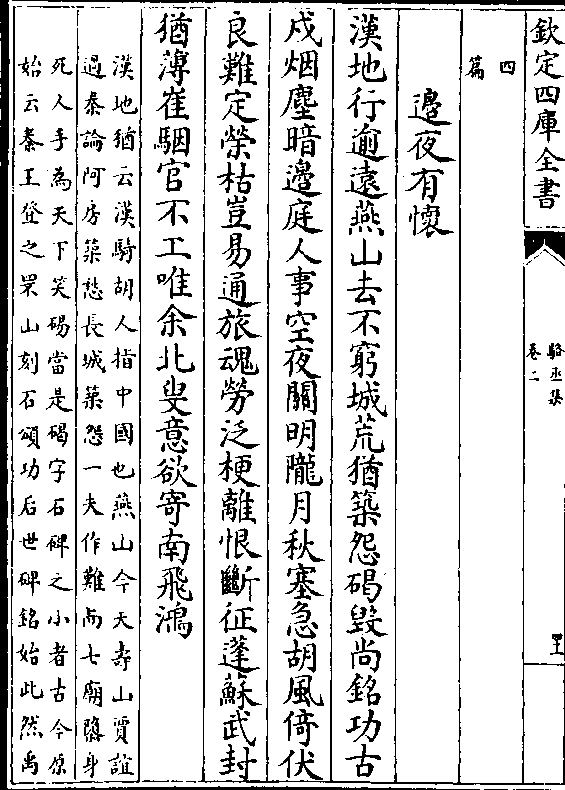 欽定四庫全書
駱丞集
卷二
四
篇
邉夜有懷
漢地行逾遠燕山去不窮城荒猶築怨碣毁尚銘功古
戍烟塵暗邉庭人事空夜關明隴月秋塞急胡風倚伏
良難定榮枯豈易通旅魂勞泛梗離恨斷征蓬蘇武封
猶薄崔駰官不工唯余北叟意欲寄南飛鴻
漢地猶云漢騎胡人指中國也燕山今天夀山賈誼
過秦論阿房築愁長城築怨一夫作難而七廟隳身
死人手為天下笑碣當是碣字石碑之小者古今原
始云秦王登之罘山刻石頌功后世碑銘始此然禹